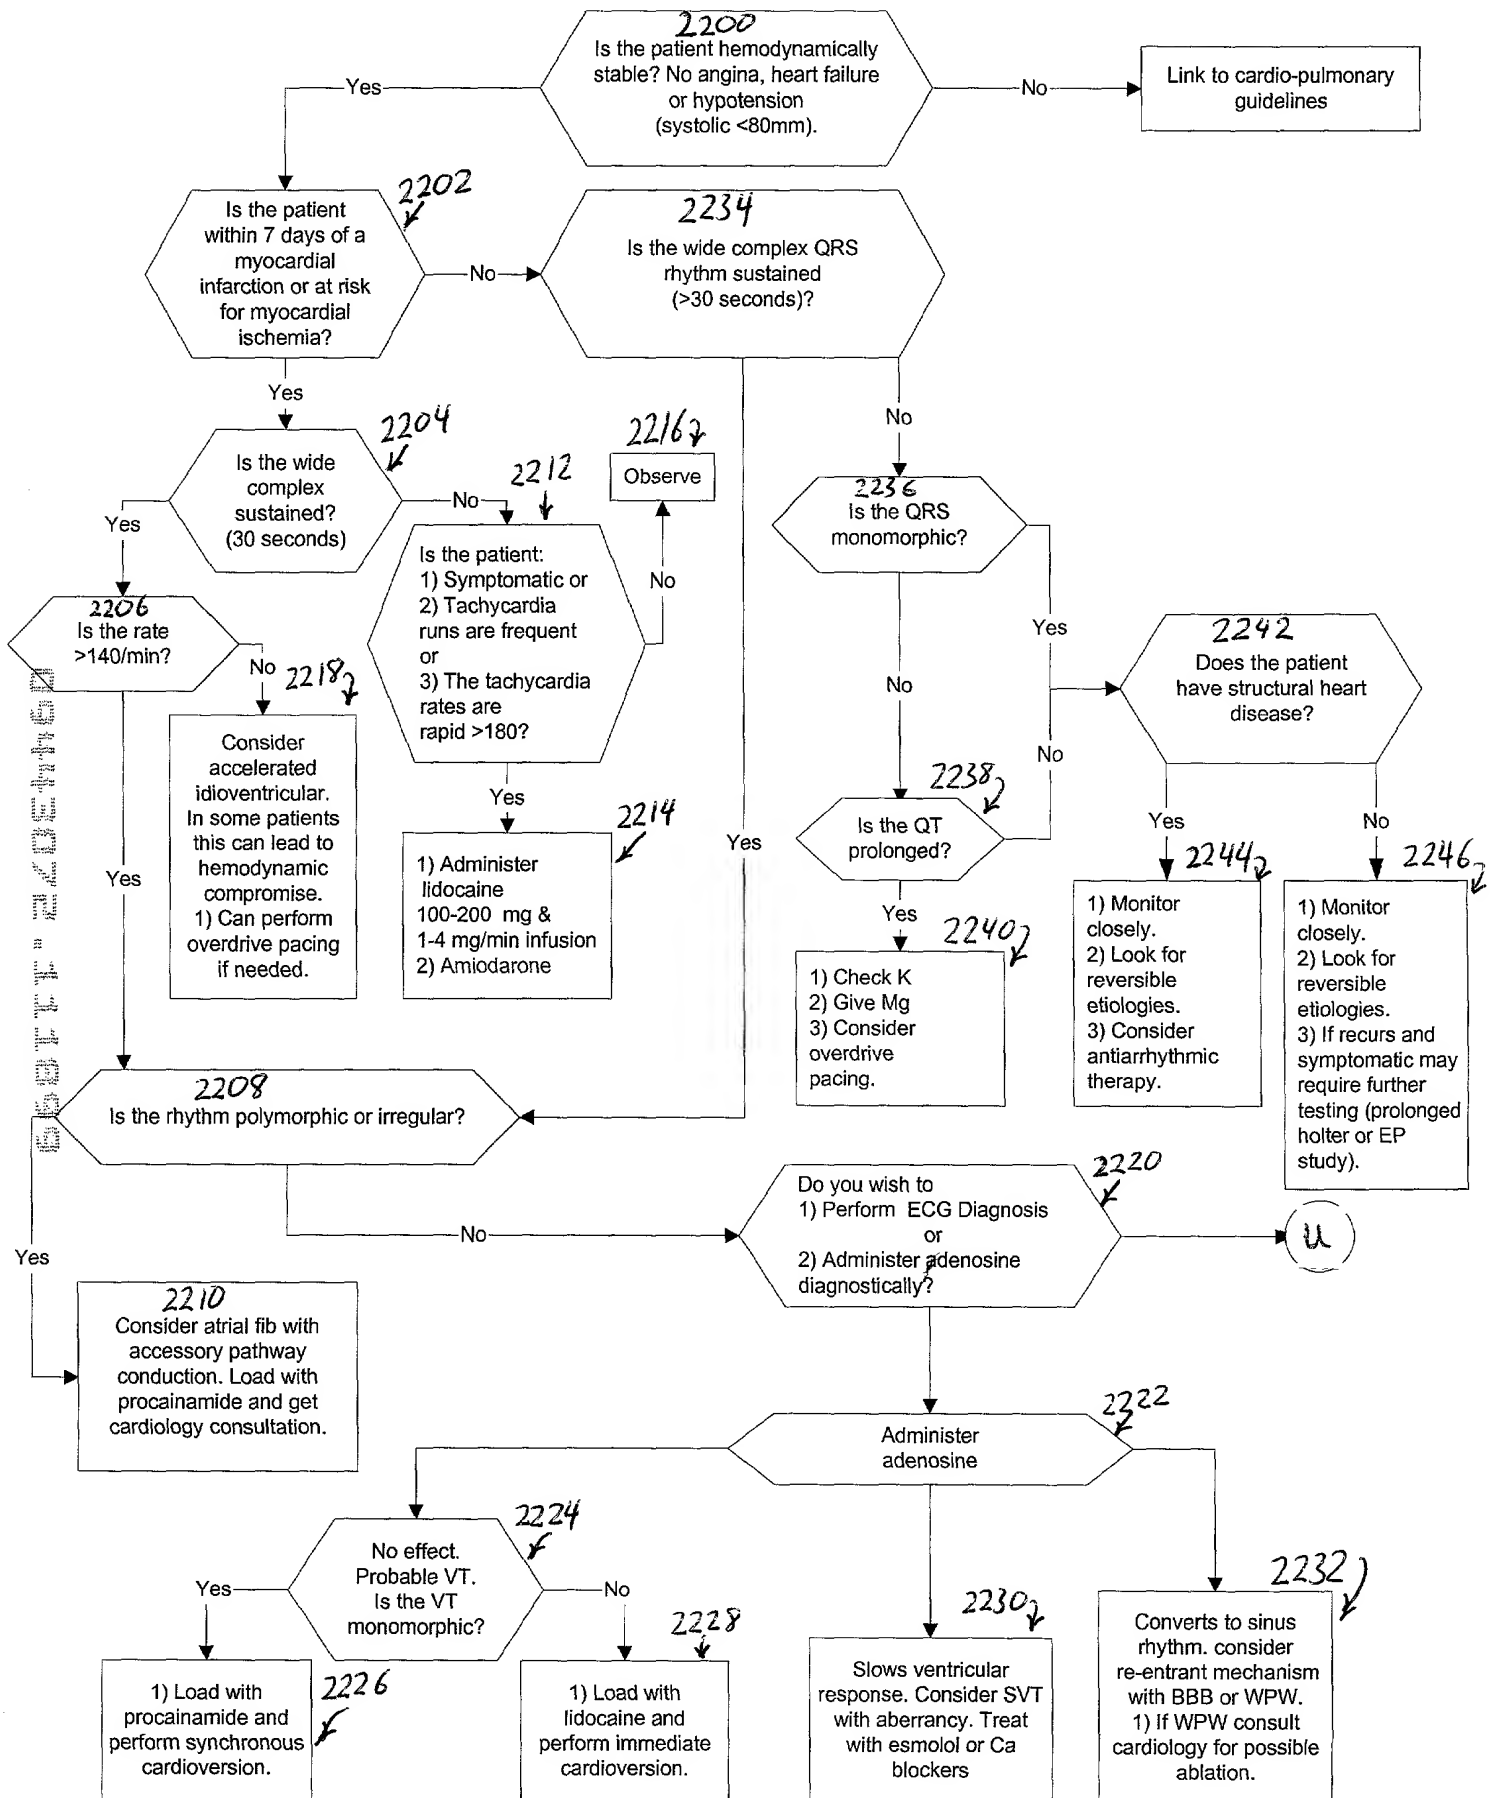 2200
Is the patient hemodynamically
stable? No angina, heart failure
or hypotension
(systolic <80mm).
Yes
No
Link to cardio-pulmonary
guidelines
2202
Is the patient
within 7 days of a
myocardial
infarction or at risk
for myocardial
ischemia?
No
2234
Is the wide complex QRS
rhythm sustained
(>30 seconds)?
Yes
No
2204
Is the wide
complex
sustained?
(30 seconds)
Yes
No
2212
Is the patient:
1) Symptomatic or
2) Tachycardia
runs are frequent
or
3) The tachycardia
rates are
rapid >180?
2216
Observe
No
Yes
2236
Is the QRS
monomorphic?
Yes
No
2206
Is the rate
>140/min?
No
Yes
2218
Consider
accelerated
idioventricular.
In some patients
this can lead to
hemodynamic
compromise.
1) Can perform
overdrive pacing
if needed.
2214
1) Administer
lidocaine
100-200 mg &
1-4 mg/min infusion
2) Amiodarone
Yes
2238
Is the QT
prolonged?
No
Yes
2240
1) Check K
2) Give Mg
3) Consider
overdrive
pacing.
2242
Does the patient
have structural heart
disease?
Yes
No
2244
1) Monitor
closely.
2) Look for
reversible
etiologies.
3) Consider
antiarrhythmic
therapy.
2246
1) Monitor
closely.
2) Look for
reversible
etiologies.
3) If recurs and
symptomatic may
require further
testing (prolonged
holter or EP
study).
2208
Is the rhythm polymorphic or irregular?
Yes
No
2210
Consider atrial fib with
accessory pathway
conduction. Load with
procainamide and get
cardiology consultation.
2220
Do you wish to
1) Perform ECG Diagnosis
or
2) Administer adenosine
diagnostically?
u
2222
Administer
adenosine
2224
No effect.
Probable VT.
Is the VT
monomorphic?
Yes
No
2226
1) Load with
procainamide and
perform synchronous
cardioversion.
2228
1) Load with
lidocaine and
perform immediate
cardioversion.
2230
Slows ventricular
response. Consider SVT
with aberrancy. Treat
with esmolol or Ca
blockers
2232
Converts to sinus
rhythm. consider
re-entrant mechanism
with BBB or WPW.
1) If WPW consult
cardiology for possible
ablation.